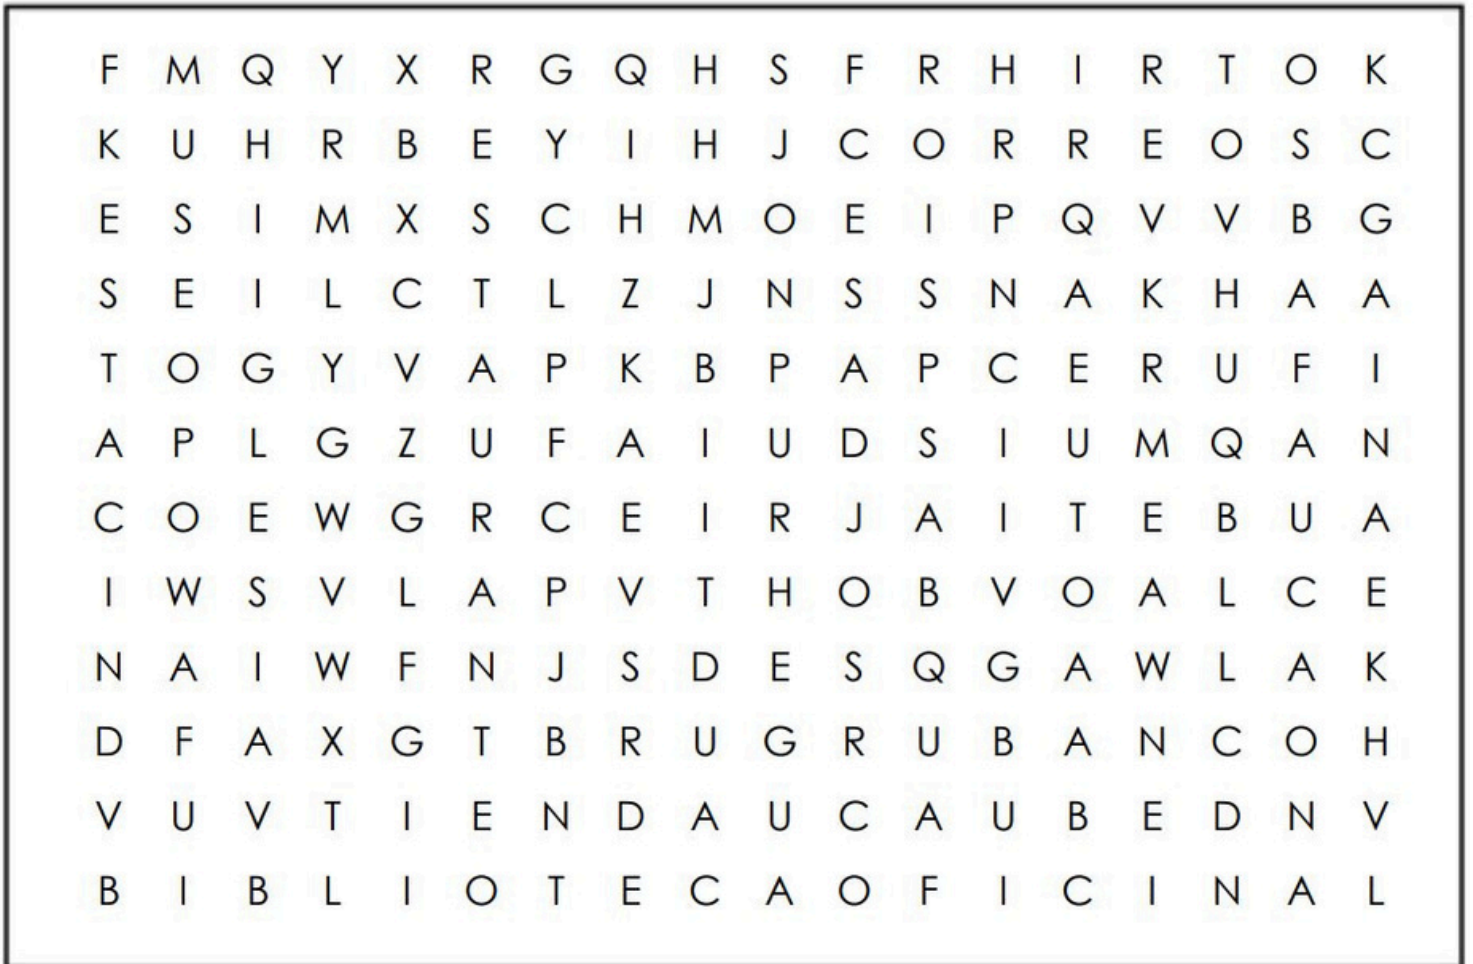 F M Q Y X R G Q H S F R H I R T O K
K U H R B E Y I H J C O R R E O S C
E S I M X S C H M O E I P Q V V B G
S E I L C T L Z J N S S N A K H A A
T O G Y V A P K B P A P C E R U F I
A P L G Z U F A I U D S I U M Q A N
C O E W G R C E I R J A I T E B U A
I W S V L A P V T H O B V O A L C E
N A I W F N J S D E S Q G A W L A K
D F A X G T B R U G R U B A N C O H
V U V T I E N D A U C A U B E D N V
B I B L I O T E C A O F I C I N A L